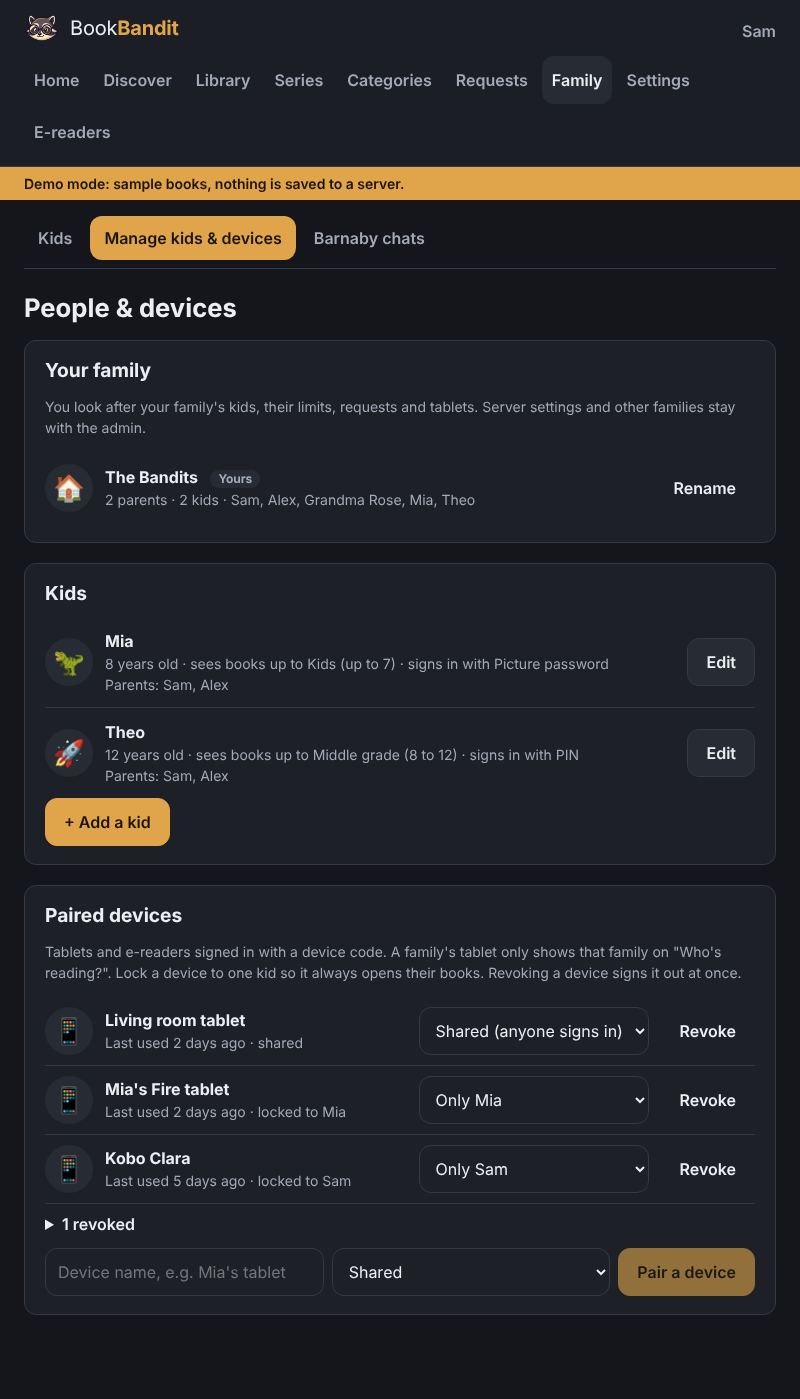 BookBandit
Sam
Home Discover Library Series Categories Requests Family Settings
E-readers
Demo mode: sample books, nothing is saved to a server.
Kids Manage kids & devices Barnaby chats
People & devices
Your family
You look after your family's kids, their limits, requests and tablets. Server settings and other families stay
with the admin.
The Bandits Yours
2 parents · 2 kids · Sam, Alex, Grandma Rose, Mia, Theo
Rename
Kids
Mia
8 years old · sees books up to Kids (up to 7) · signs in with Picture password
Parents: Sam, Alex
Edit
Theo
12 years old · sees books up to Middle grade (8 to 12) · signs in with PIN
Parents: Sam, Alex
Edit
+ Add a kid
Paired devices
Tablets and e-readers signed in with a device code. A family's tablet only shows that family on "Who's
reading?". Lock a device to one kid so it always opens their books. Revoking a device signs it out at once.
Living room tablet
Last used 2 days ago · shared
Shared (anyone signs in)
Revoke
Mia's Fire tablet
Last used 2 days ago · locked to Mia
Only Mia
Revoke
Kobo Clara
Last used 5 days ago · locked to Sam
Only Sam
Revoke
1 revoked
Device name, e.g. Mia's tablet
Shared
Pair a device